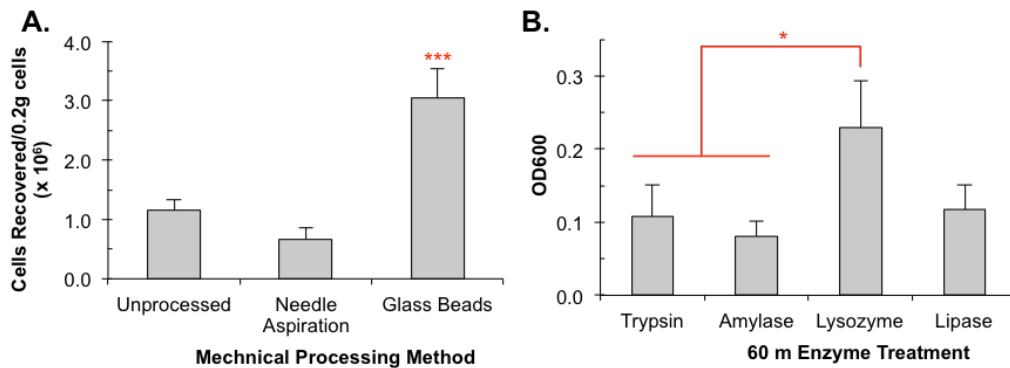 A.
Cells Recovered/0.2g cells
(x 10⁶)
4.0
3.0
2.0
1.0
0.0
***
Unprocessed
Needle
Aspiration
Glass Beads
Mechnical Processing Method
B.
OD600
0.3
0.2
0.1
0.0
*
Trypsin
Amylase
Lysozyme
Lipase
60 m Enzyme Treatment